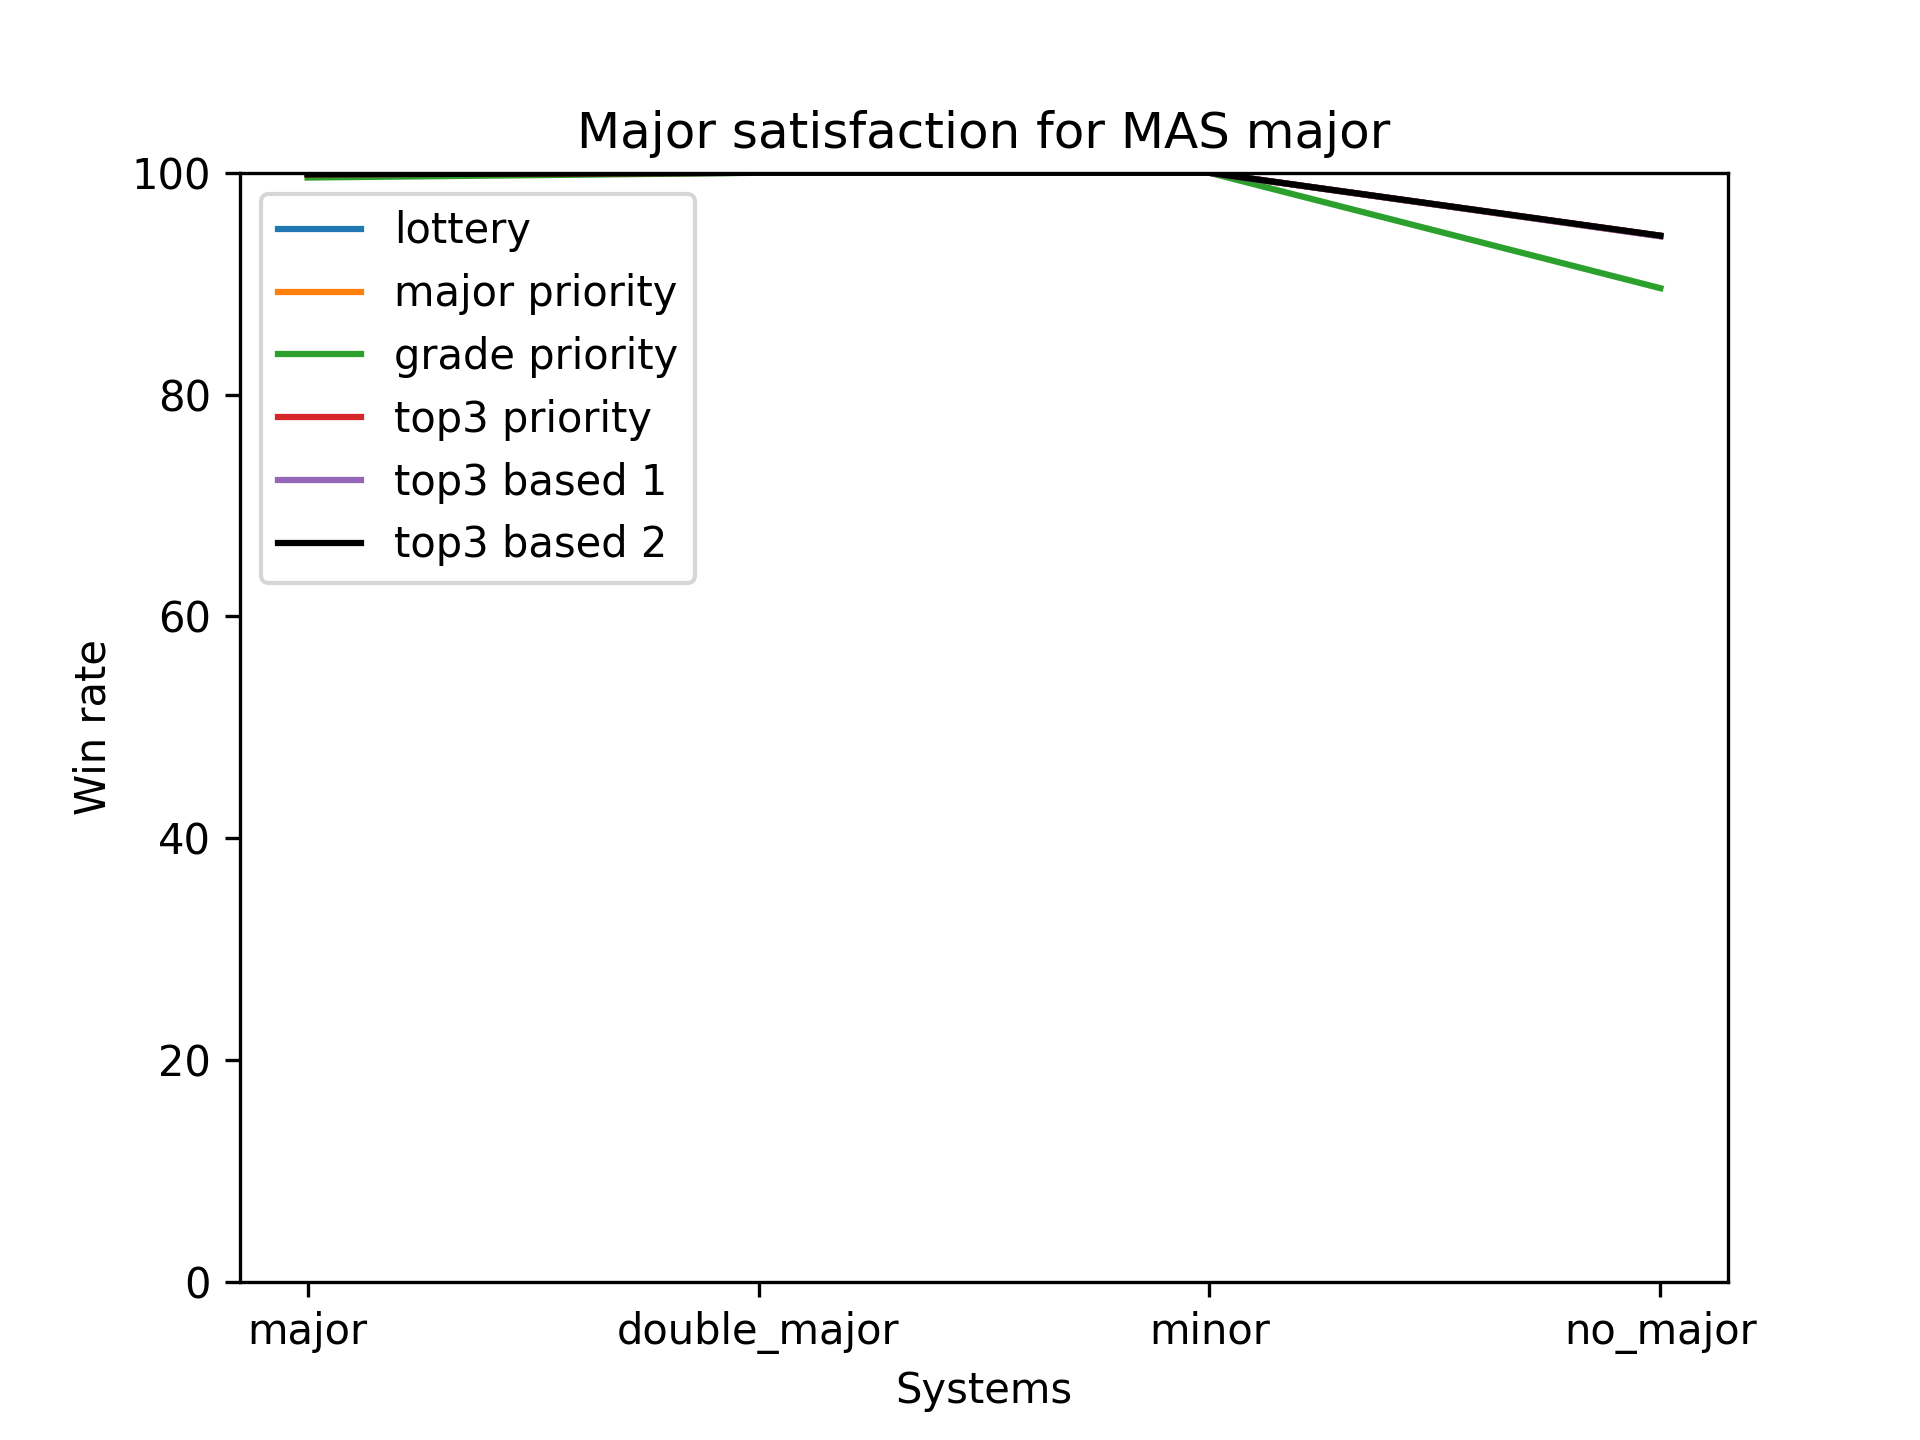 Major satisfaction for MAS major
100
80
60
40
20
0
Win rate
lottery
major priority
grade priority
top3 priority
top3 based 1
top3 based 2
major double_major minor no_major
Systems